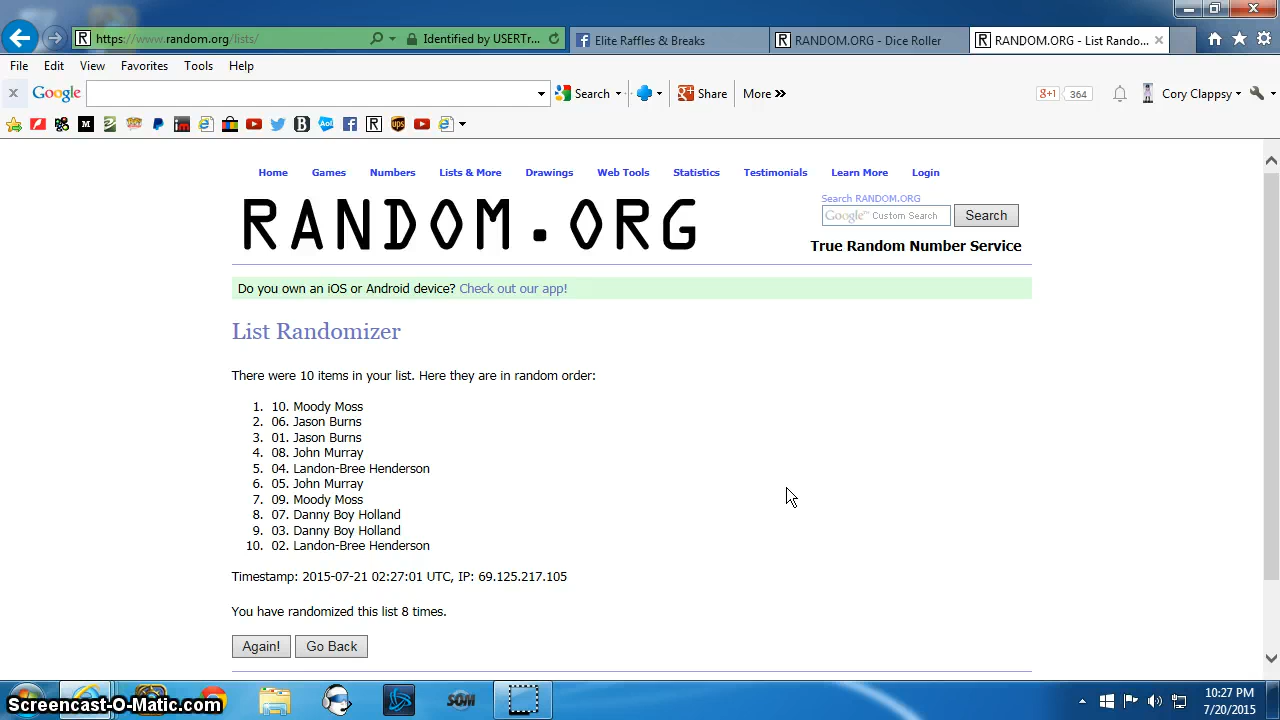 https://www.random.org/lists/
Identified by USERTr...
Elite Raffles & Breaks
RANDOM.ORG - Dice Roller
RANDOM.ORG - List Rando...
File Edit View Favorites Tools Help
Google Search Share More »
g+1 364 Cory Clappsy
Home Games Numbers Lists & More Drawings Web Tools Statistics Testimonials Learn More Login
Search RANDOM.ORG
RANDOM.ORG
Google™ Custom Search Search
True Random Number Service
Do you own an iOS or Android device? Check out our app!
List Randomizer
There were 10 items in your list. Here they are in random order:
1. 10. Moody Moss
2. 06. Jason Burns
3. 01. Jason Burns
4. 08. John Murray
5. 04. Landon-Bree Henderson
6. 05. John Murray
7. 09. Moody Moss
8. 07. Danny Boy Holland
9. 03. Danny Boy Holland
10. 02. Landon-Bree Henderson
Timestamp: 2015-07-21 02:27:01 UTC, IP: 69.125.217.105
You have randomized this list 8 times.
Again! Go Back
Screencast-O-Matic.com
SOM
10:27 PM
7/20/2015